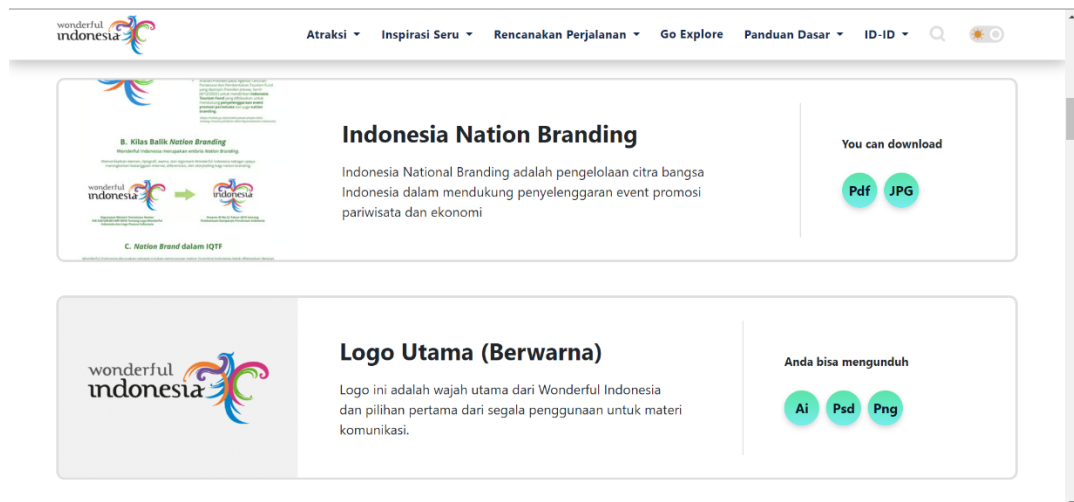 wonderful
indonesia
Atraksi Inspirasi Seru Rencanakan Perjalanan Go Explore Panduan Dasar ID-ID
B. Kilas Balik Nation Branding
wonderful
indonesia
indonesia
C. Nation Brand dalam IQTF
Indonesia Nation Branding
Indonesia National Branding adalah pengelolaan citra bangsa
Indonesia dalam mendukung penyelenggaran event promosi
pariwisata dan ekonomi
You can download
Pdf JPG
wonderful
indonesia
Logo Utama (Berwarna)
Logo ini adalah wajah utama dari Wonderful Indonesia
dan pilihan pertama dari segala penggunaan untuk materi
komunikasi.
Anda bisa mengunduh
Ai Psd Png